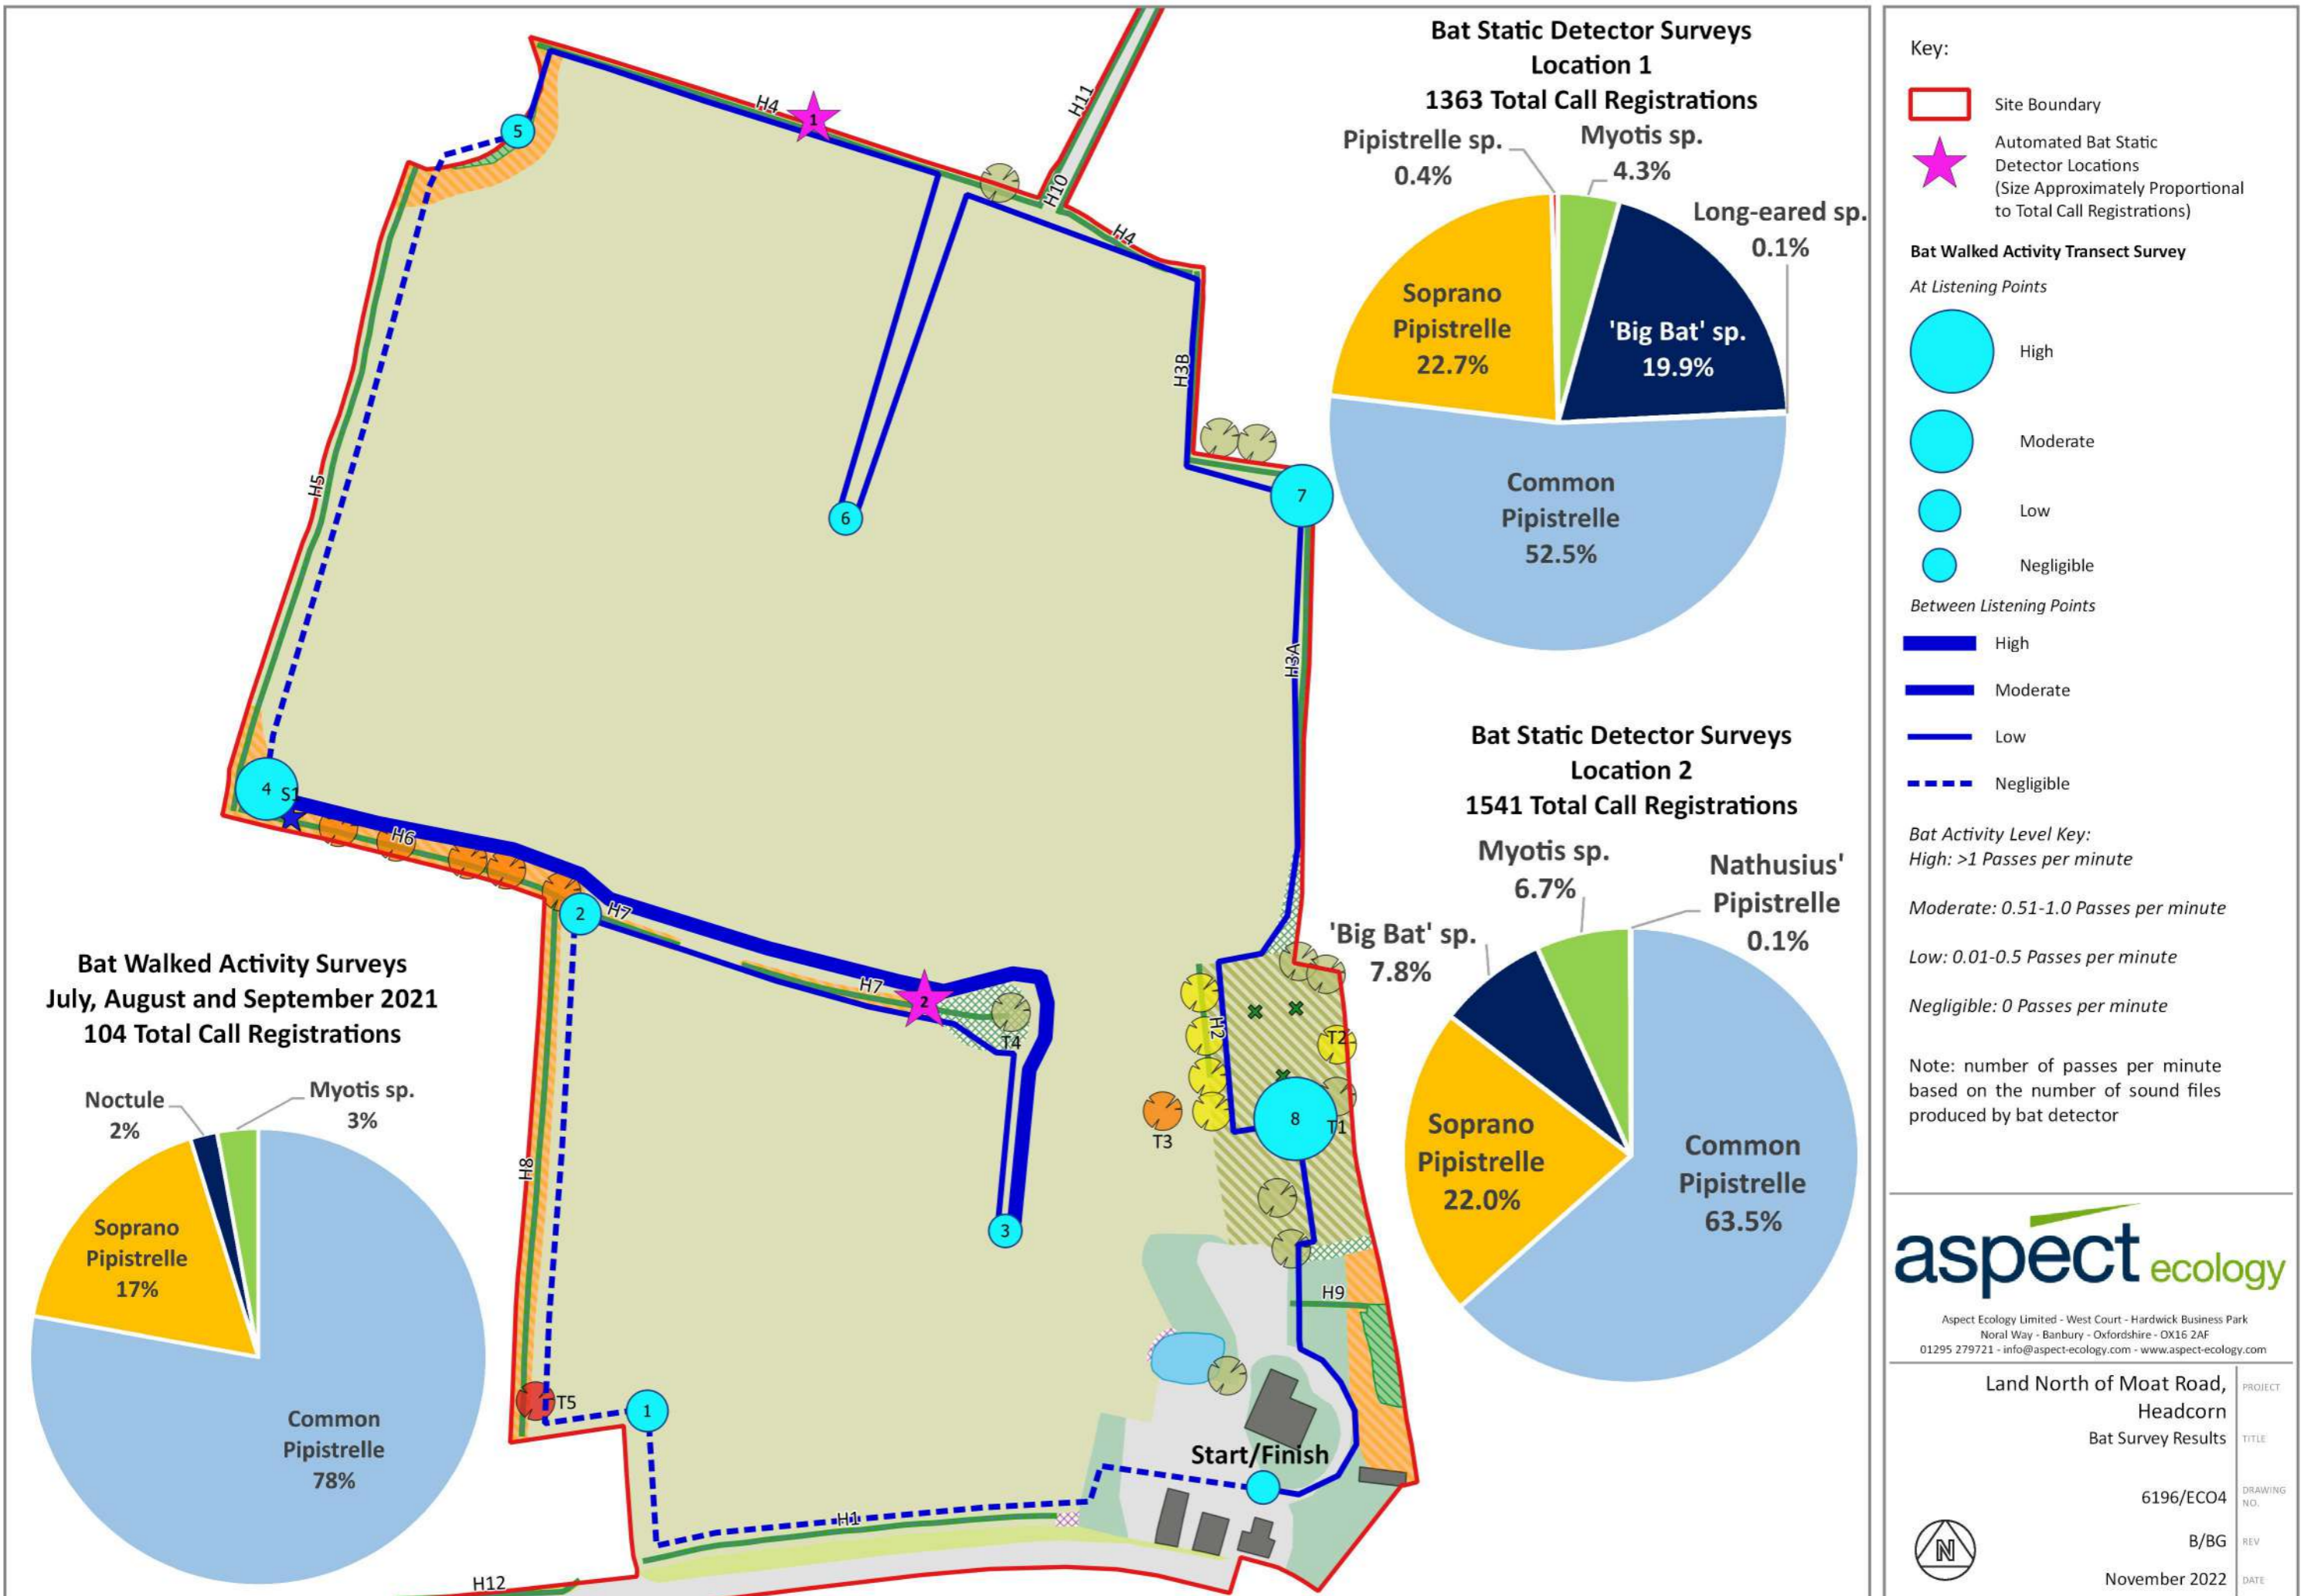 Bat Static Detector Surveys
Location 1
1363 Total Call Registrations
Pipistrelle sp.
0.4%
Myotis sp.
4.3%
Long-eared sp.
0.1%
Soprano
Pipistrelle
22.7%
'Big Bat' sp.
19.9%
Common
Pipistrelle
52.5%
Bat Static Detector Surveys
Location 2
1541 Total Call Registrations
Myotis sp.
6.7%
Nathusius'
Pipistrelle
0.1%
'Big Bat' sp.
7.8%
Soprano
Pipistrelle
22.0%
Common
Pipistrelle
63.5%
Bat Walked Activity Surveys
July, August and September 2021
104 Total Call Registrations
Noctule
2%
Myotis sp.
3%
Soprano
Pipistrelle
17%
Common
Pipistrelle
78%
H4
1
H11
5
H10
H4
H3B
H5
6
7
H3A
4
S1
H6
2
H7
H7
2
T4
H2
T2
8
T1
T3
H8
3
H9
T5
1
Start/Finish
H1
H12
Key:
Site Boundary
Automated Bat Static
Detector Locations
(Size Approximately Proportional
to Total Call Registrations)
Bat Walked Activity Transect Survey
At Listening Points
High
Moderate
Low
Negligible
Between Listening Points
High
Moderate
Low
Negligible
Bat Activity Level Key:
High: >1 Passes per minute
Moderate: 0.51-1.0 Passes per minute
Low: 0.01-0.5 Passes per minute
Negligible: 0 Passes per minute
Note: number of passes per minute
based on the number of sound files
produced by bat detector
aspect ecology
Aspect Ecology Limited - West Court - Hardwick Business Park
Noral Way - Banbury - Oxfordshire - OX16 2AF
01295 279721 - info@aspect-ecology.com - www.aspect-ecology.com
Land North of Moat Road,
Headcorn
PROJECT
Bat Survey Results
TITLE
6196/ECO4
DRAWING
NO.
N
B/BG
REV
November 2022
DATE